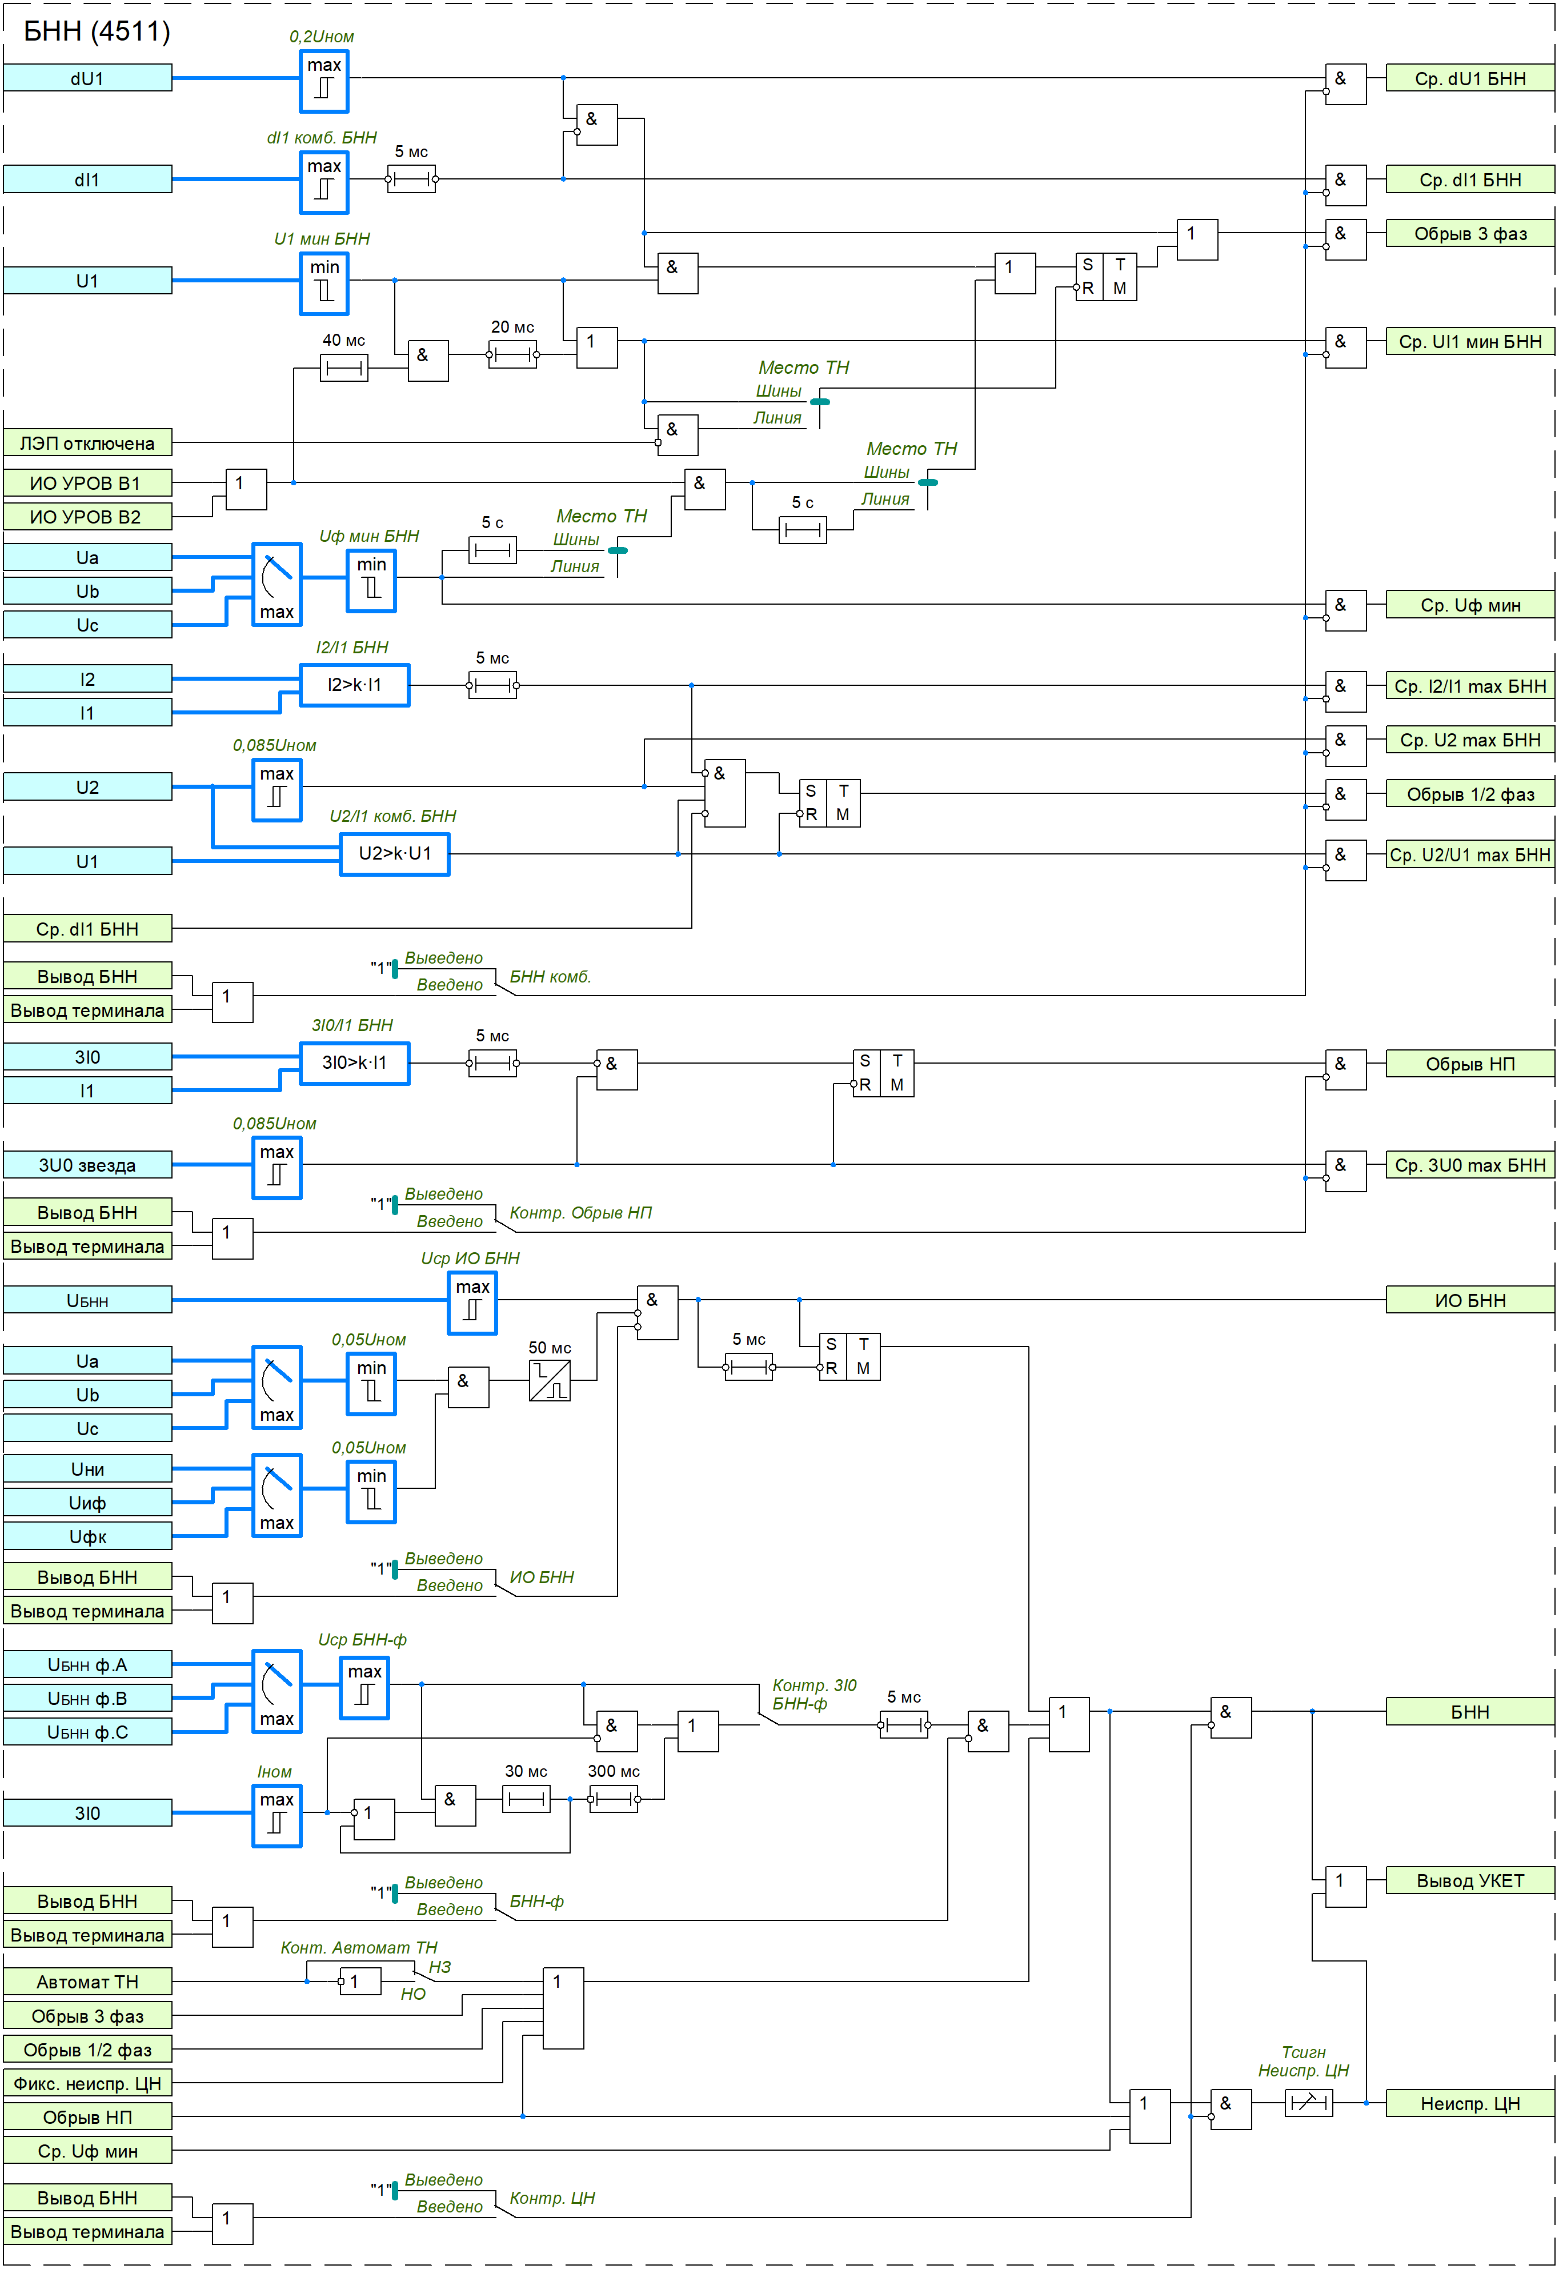 БНН (4511)
0,2Uном
dU1
max
&
Ср. dU1 БНН
&
dI1 комб. БНН
5 мс
dI1
max
&
Ср. dI1 БНН
U1 мин БНН
1
&
Обрыв 3 фаз
U1
min
&
1
S T
R M
20 мс
40 мс
&
1
&
Ср. UI1 мин БНН
Место ТН
Шины
Линия
ЛЭП отключена
&
Место ТН
Шины
Линия
ИО УРОВ В1
1
&
5 с
ИО УРОВ В2
Uф мин БНН
5 с
Место ТН
Шины
Линия
Ua
Ub
Uc
max
min
&
Ср. Uф мин
I2/I1 БНН
5 мс
I2
I2>k·I1
&
Ср. I2/I1 max БНН
I1
0,085Uном
&
Ср. U2 max БНН
U2
max
&
S T
R M
&
Обрыв 1/2 фаз
U2/I1 комб. БНН
U1
U2>k·U1
&
Ср. U2/U1 max БНН
Ср. dI1 БНН
Вывод БНН
"1"
Выведено
Введено
БНН комб.
1
Вывод терминала
3I0/I1 БНН
5 мс
3I0
3I0>k·I1
&
S T
R M
&
Обрыв НП
I1
0,085Uном
3U0 звезда
max
&
Ср. 3U0 max БНН
Вывод БНН
"1"
Выведено
Введено
Контр. Обрыв НП
1
Вывод терминала
Uср ИО БНН
UБНН
max
&
ИО БНН
0,05Uном
50 мс
5 мс
S T
R M
Ua
Ub
Uc
max
min
&
0,05Uном
Uни
Uиф
Uфк
max
min
Вывод БНН
"1"
Выведено
Введено
ИО БНН
1
Вывод терминала
Uср БНН-ф
UБНН ф.A
UБНН ф.B
UБНН ф.C
max
max
Контр. 3I0
БНН-ф
5 мс
&
1
&
1
&
БНН
Iном
30 мс
300 мс
3I0
max
1
&
Вывод БНН
"1"
Выведено
Введено
БНН-ф
1
Вывод терминала
1
Вывод УКЕТ
Конт. Автомат ТН
НЗ
НО
Автомат ТН
1
1
Обрыв 3 фаз
Обрыв 1/2 фаз
Фикс. неиспр. ЦН
Тсигн
Неиспр. ЦН
Обрыв НП
1
&
Неиспр. ЦН
Ср. Uф мин
Вывод БНН
"1"
Выведено
Введено
Контр. ЦН
1
Вывод терминала